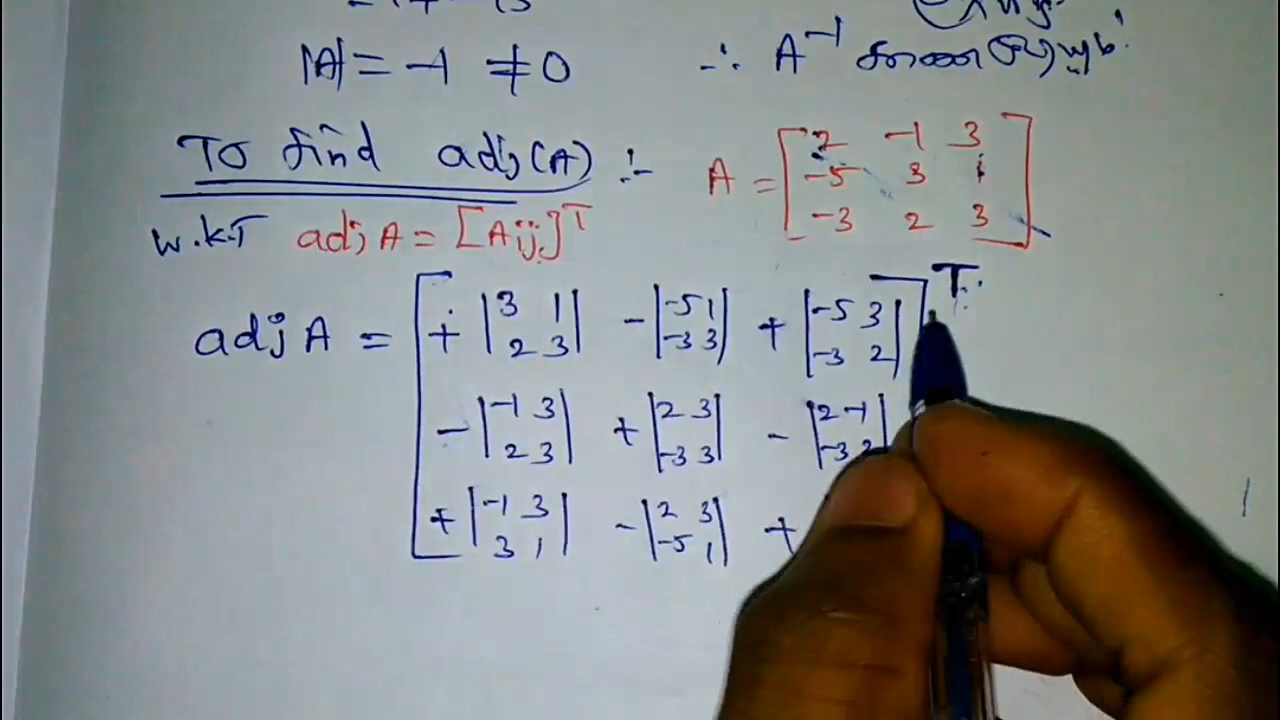 |A| = -1 ≠ 0 ∴ A⁻¹
To find adj(A) :- A = [2 -1 3
-5 3 1
-3 2 3]
w.k.T adj A = [Aij]ᵀ
adj A = [+ |3 1| - |-5 1| + |-5 3| ]ᵀ
|2 3| |-3 3| |-3 2|
- |-1 3| + |2 3| - |2 -1|
|2 3| |-3 3| |-3 2
+ |-1 3| - |2 3| +
|3 1| |-5 1|